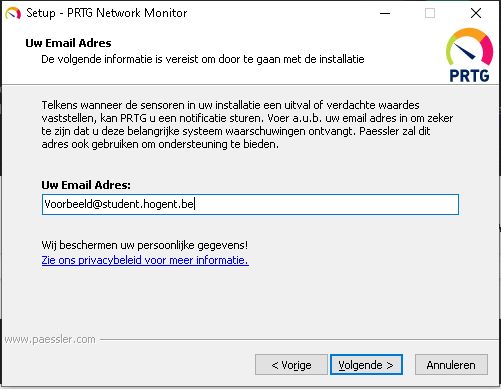 Setup - PRTG Network Monitor
Uw Email Adres
De volgende informatie is vereist om door te gaan met de installatie
PRTG
Telkens wanneer de sensoren in uw installatie een uitval of verdachte waardes
vaststellen, kan PRTG u een notificatie sturen. Voer a.u.b. uw email adres in om zeker
te zijn dat u deze belangrijke systeem waarschuwingen ontvangt. Paessler zal dit
adres ook gebruiken om ondersteuning te bieden.
Uw Email Adres:
Voorbeeld@student.hogent.be
Wij beschermen uw persoonlijke gegevens!
Zie ons privacybeleid voor meer informatie.
www.paessler.com
< Vorige
Volgende >
Annuleren